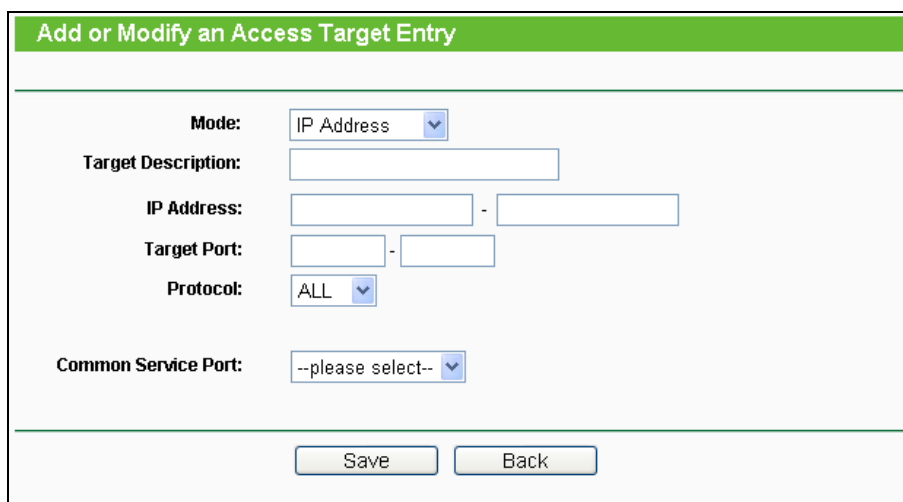 Add or Modify an Access Target Entry
Mode: IP Address
Target Description:
IP Address: -
Target Port: -
Protocol: ALL
Common Service Port: --please select--
Save Back